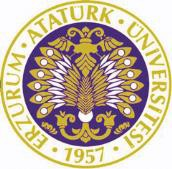 ERZURUM · ATATÜRK · ÜNİVERSİTESİ
· 1957 ·